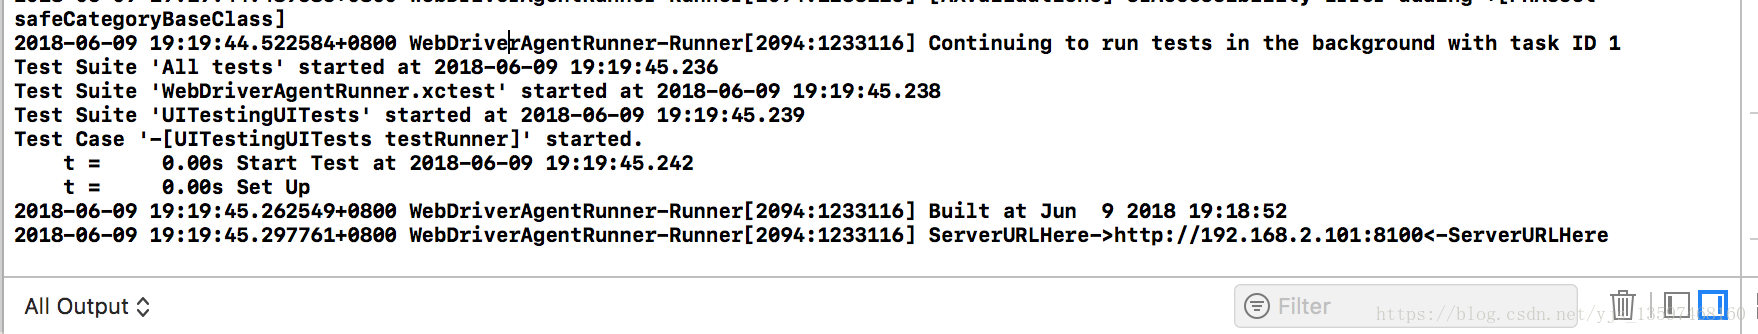 safeCategoryBaseClass]
2018-06-09 19:19:44.522584+0800 WebDriverAgentRunner-Runner[2094:1233116] Continuing to run tests in the background with task ID 1
Test Suite 'All tests' started at 2018-06-09 19:19:45.236
Test Suite 'WebDriverAgentRunner.xctest' started at 2018-06-09 19:19:45.238
Test Suite 'UITestingUITests' started at 2018-06-09 19:19:45.239
Test Case '-[UITestingUITests testRunner]' started.
    t =     0.00s Start Test at 2018-06-09 19:19:45.242
    t =     0.00s Set Up
2018-06-09 19:19:45.262549+0800 WebDriverAgentRunner-Runner[2094:1233116] Built at Jun  9 2018 19:18:52
2018-06-09 19:19:45.297761+0800 WebDriverAgentRunner-Runner[2094:1233116] ServerURLHere->http://192.168.2.101:8100<-ServerURLHere
All Output
Filter